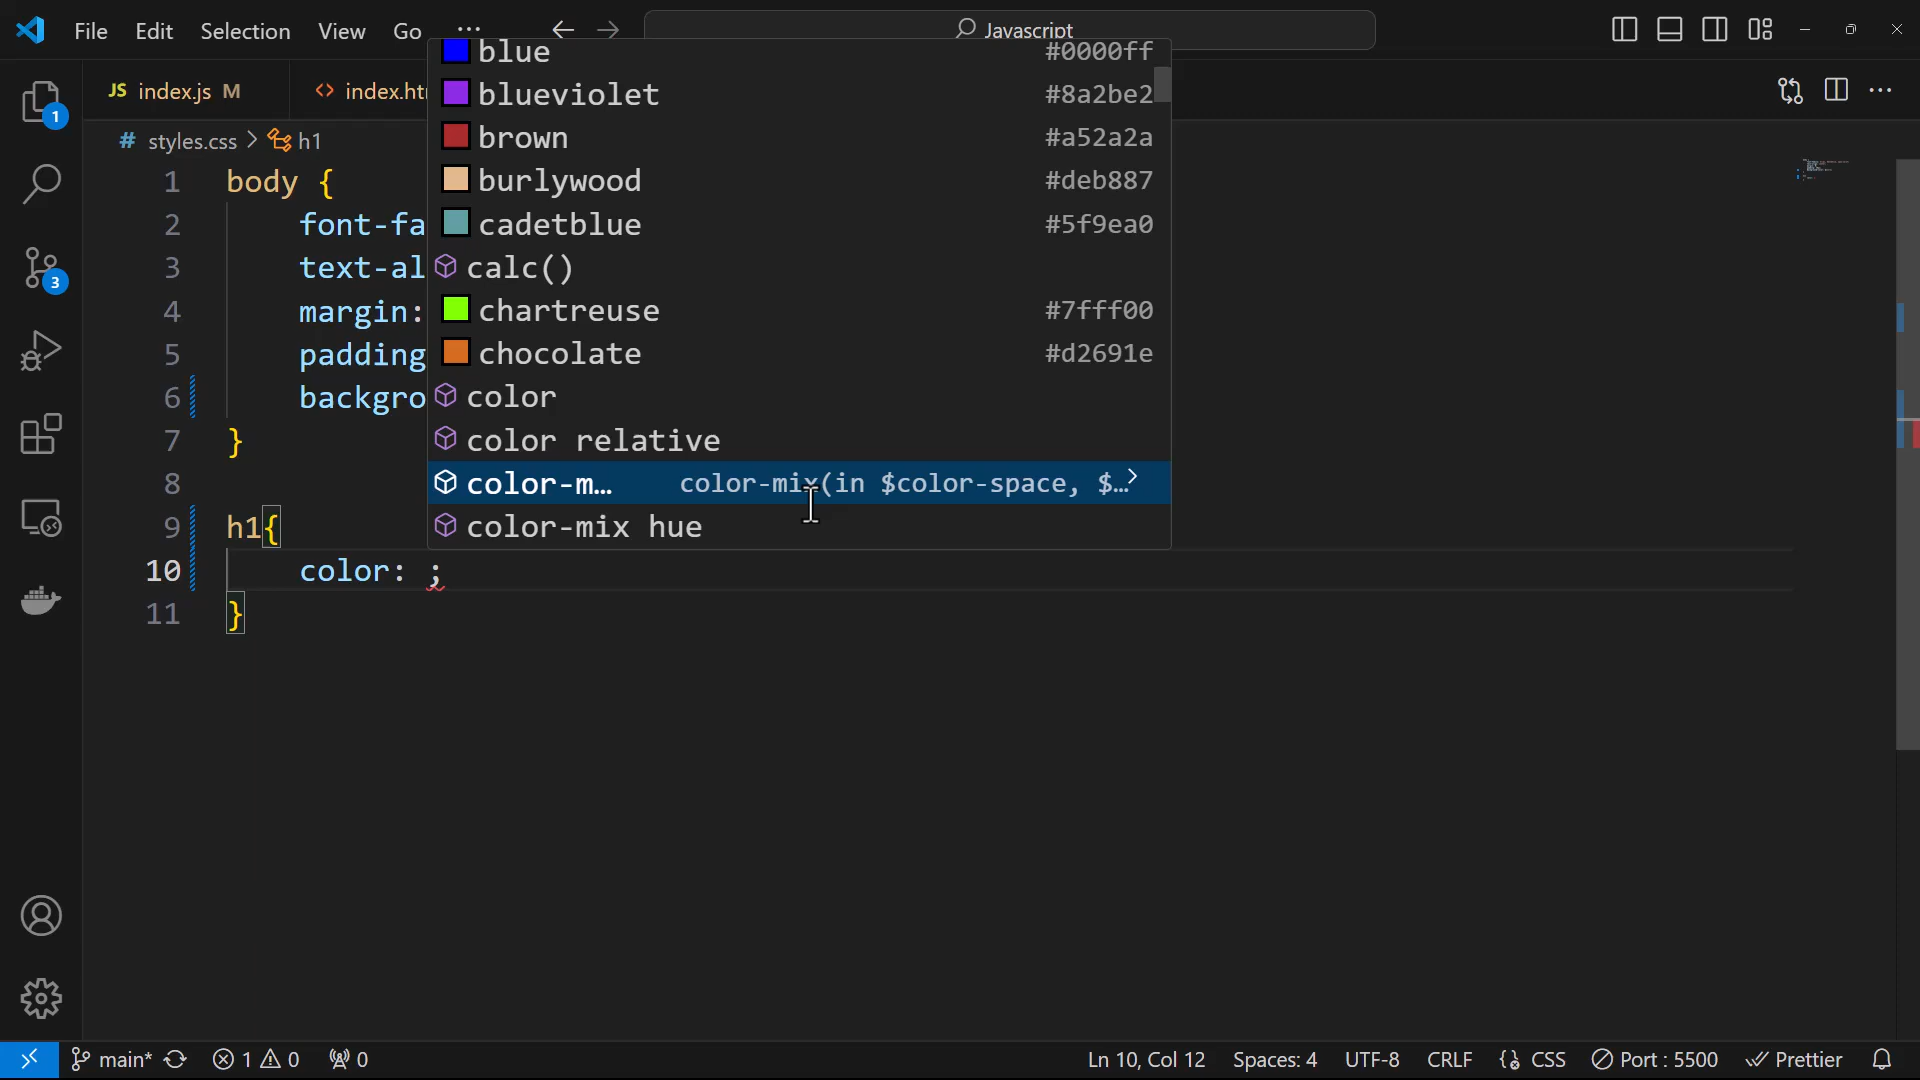 File Edit Selection View Go ... Javascript
JS index.js M <> index.htm
# styles.css > h1
1 body {
2 font-fa
3 text-al
4 margin:
5 padding
6 backgro
7 }
8
9 h1{
10 color: ;
11 }
blue #0000ff
blueviolet #8a2be2
brown #a52a2a
burlywood #deb887
cadetblue #5f9ea0
calc()
chartreuse #7fff00
chocolate #d2691e
color
color relative
color-m... color-mix(in $color-space, $...
color-mix hue
1
3
main* 1 0 0 Ln 10, Col 12 Spaces: 4 UTF-8 CRLF {} CSS Port : 5500 Prettier